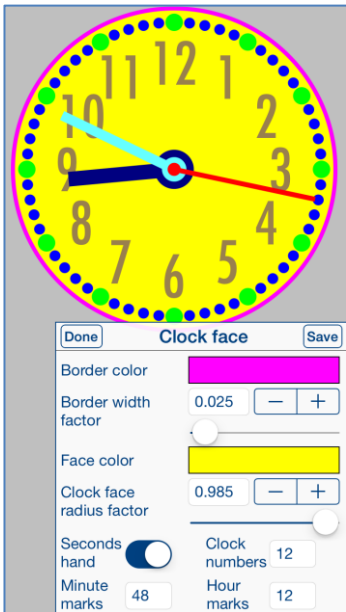 12
11 1
10 2
9 3
8 4
7 5
6
Done Clock face Save
Border color
Border width factor 0.025 − +
Face color
Clock face radius factor 0.985 − +
Seconds hand Clock numbers 12
Minute marks 48 Hour marks 12